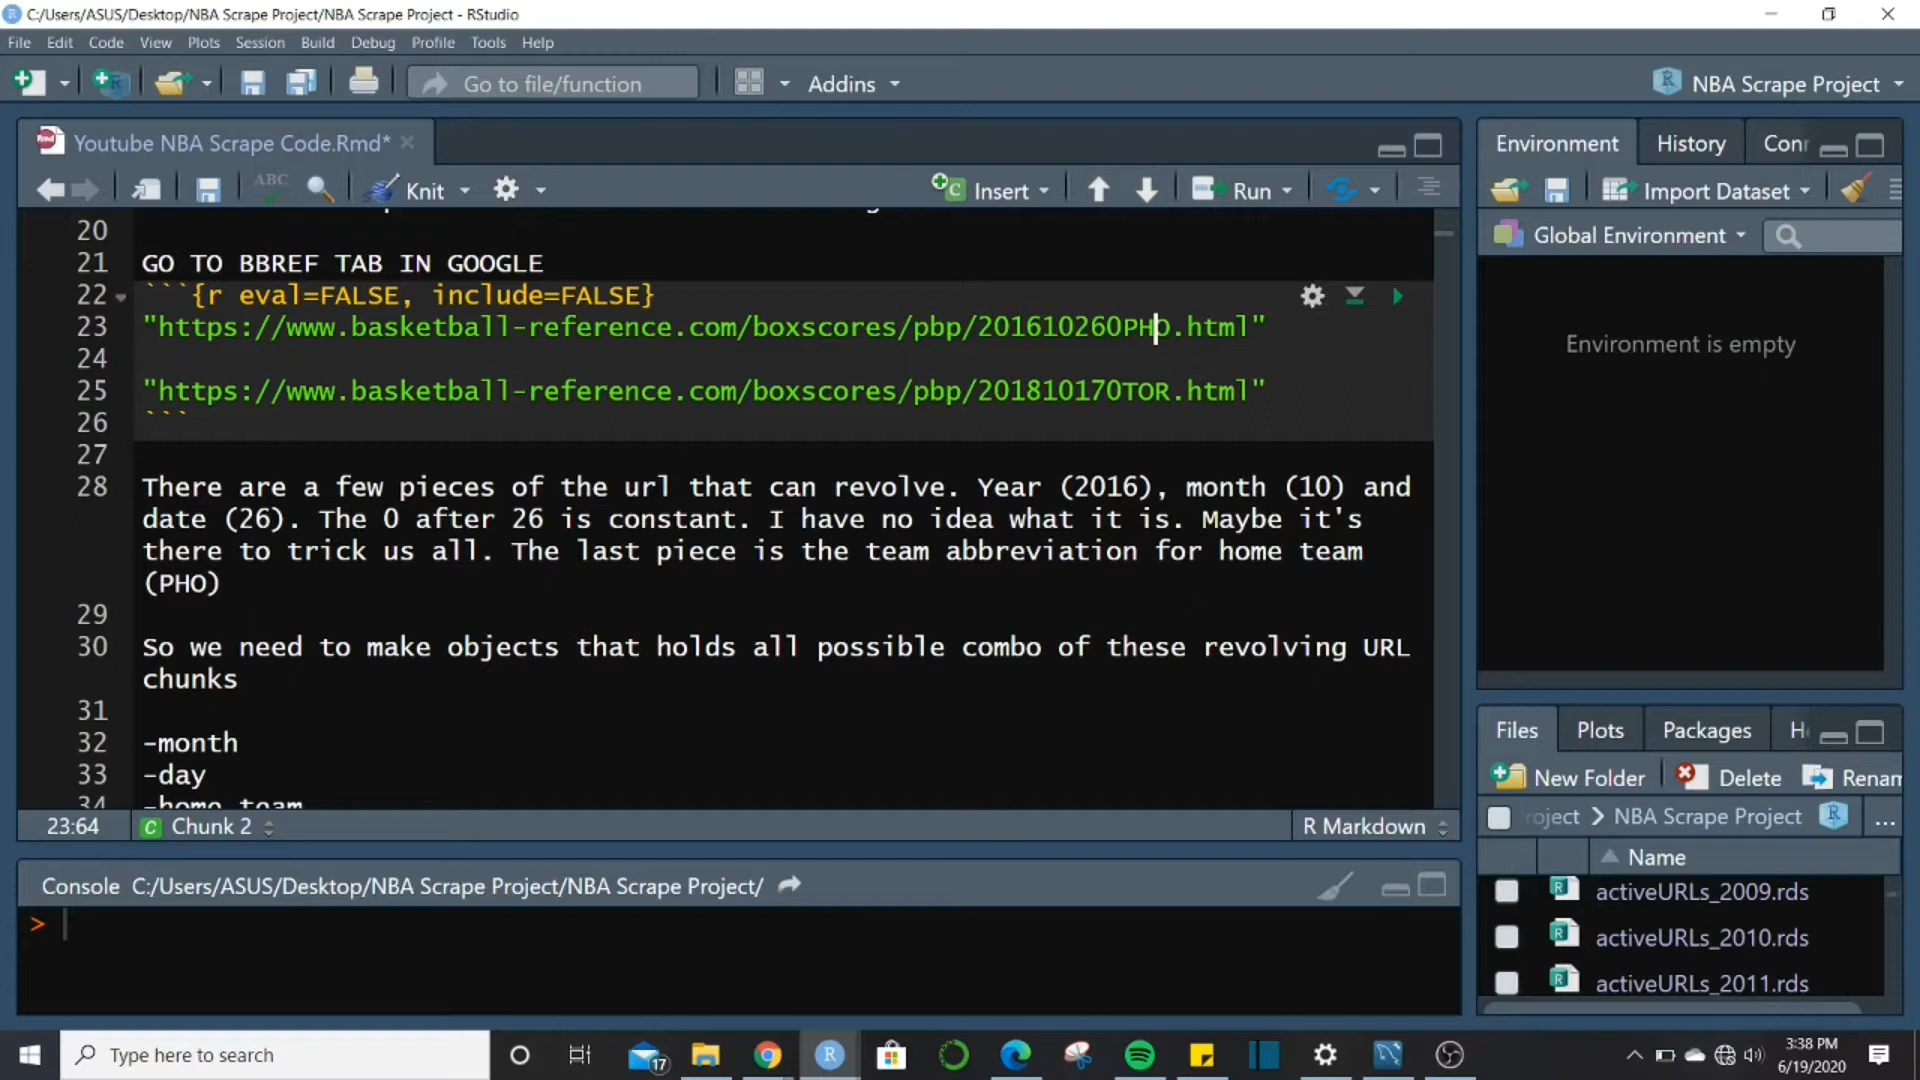 C:/Users/ASUS/Desktop/NBA Scrape Project/NBA Scrape Project - RStudio
File Edit Code View Plots Session Build Debug Profile Tools Help
Go to file/function Addins NBA Scrape Project
Youtube NBA Scrape Code.Rmd*
ABC Knit Insert Run
20
21 GO TO BBREF TAB IN GOOGLE
22 ```{r eval=FALSE, include=FALSE}
23 "https://www.basketball-reference.com/boxscores/pbp/201610260PHO.html"
24
25 "https://www.basketball-reference.com/boxscores/pbp/201810170TOR.html"
26 ```
27
28 There are a few pieces of the url that can revolve. Year (2016), month (10) and
date (26). The 0 after 26 is constant. I have no idea what it is. Maybe it's
there to trick us all. The last piece is the team abbreviation for home team
(PHO)
29
30 So we need to make objects that holds all possible combo of these revolving URL
chunks
31
32 -month
33 -day
34 -home team
23:64 Chunk 2 R Markdown
Console C:/Users/ASUS/Desktop/NBA Scrape Project/NBA Scrape Project/
>
Environment History Conr
Import Dataset
Global Environment
Environment is empty
Files Plots Packages H
New Folder Delete Renam
roject > NBA Scrape Project ...
Name
activeURLs_2009.rds
activeURLs_2010.rds
activeURLs_2011.rds
Type here to search
17
3:38 PM
6/19/2020